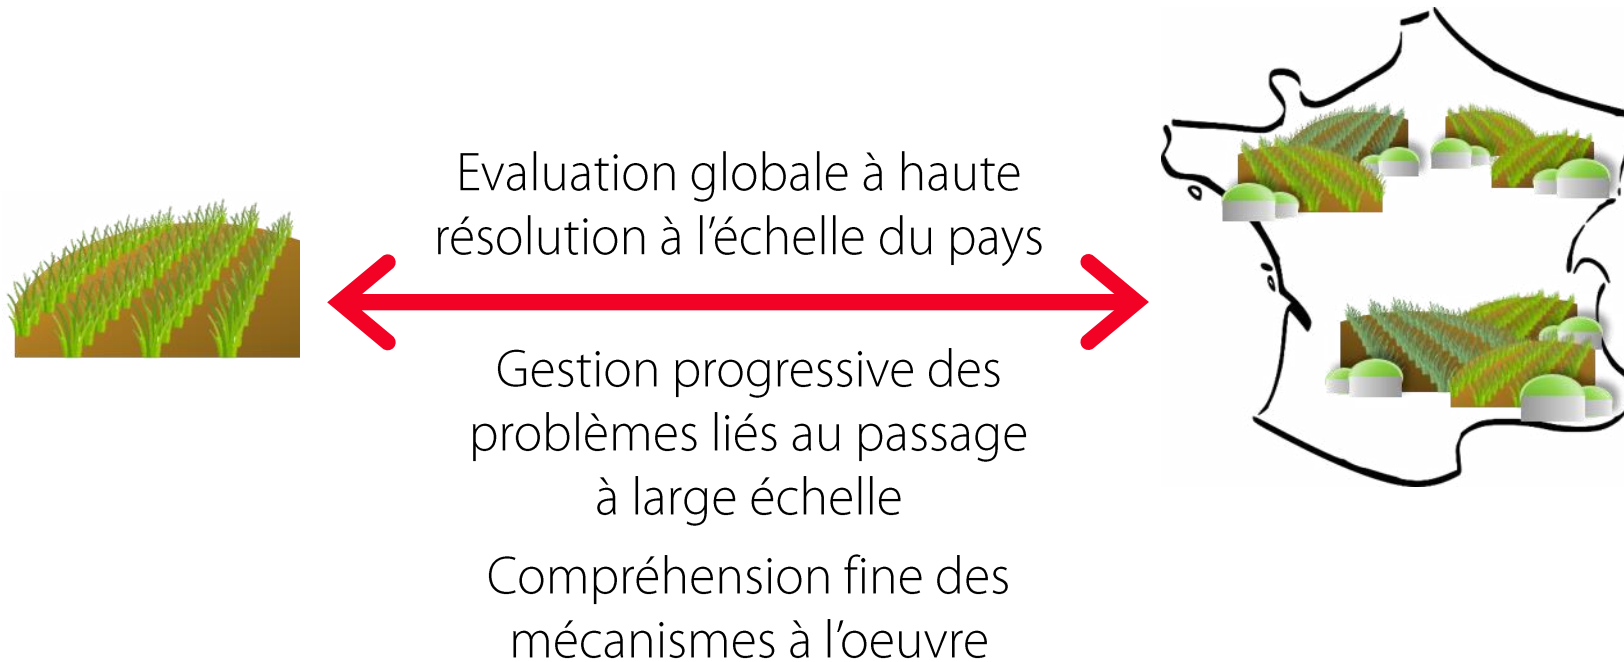 Evaluation globale à haute
résolution à l’échelle du pays
Gestion progressive des
problèmes liés au passage
à large échelle
Compréhension fine des
mécanismes à l’oeuvre